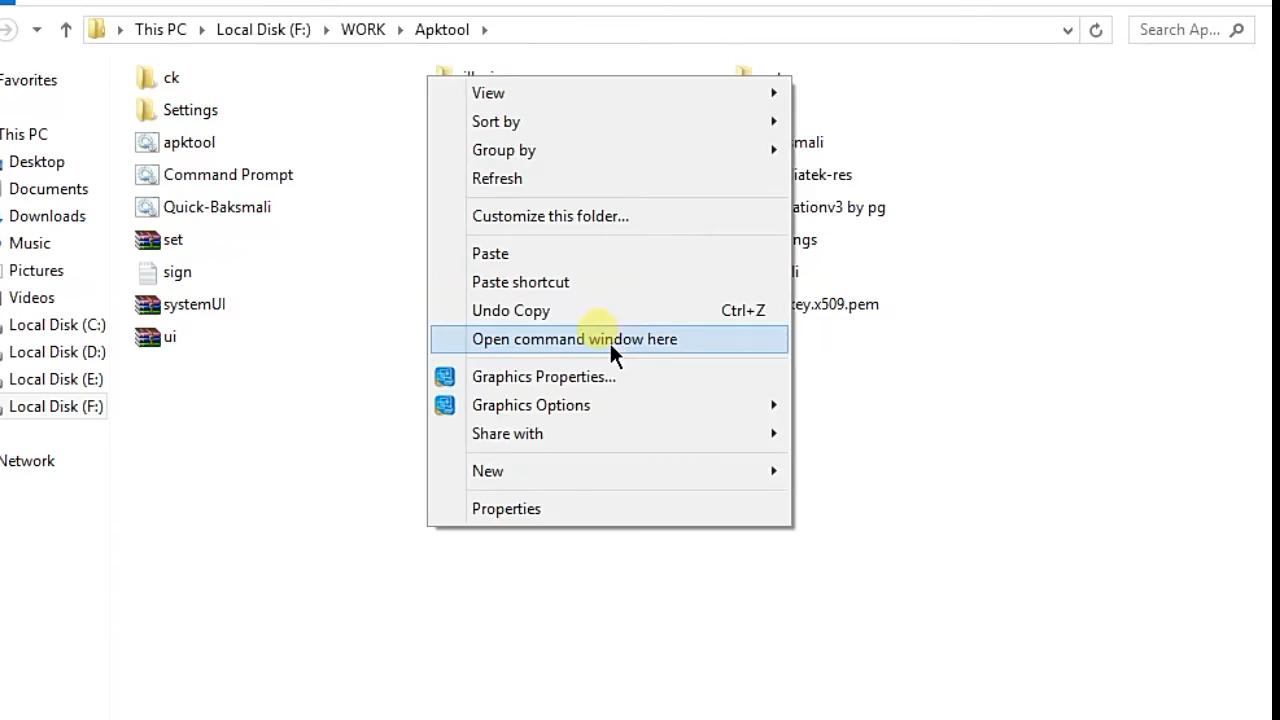 This PC
Local Disk (F:)
WORK
Apktool
Search Ap...
Favorites
This PC
Desktop
Documents
Downloads
Music
Pictures
Videos
Local Disk (C:)
Local Disk (D:)
Local Disk (E:)
Local Disk (F:)
Network
ck
Settings
apktool
Command Prompt
Quick-Baksmali
set
sign
systemUI
ui
View
Sort by
Group by
Refresh
Customize this folder...
Paste
Paste shortcut
Undo Copy Ctrl+Z
Open command window here
Graphics Properties...
Graphics Options
Share with
New
Properties
mali
iatek-res
ationv3 by pg
ngs
li
key.x509.pem